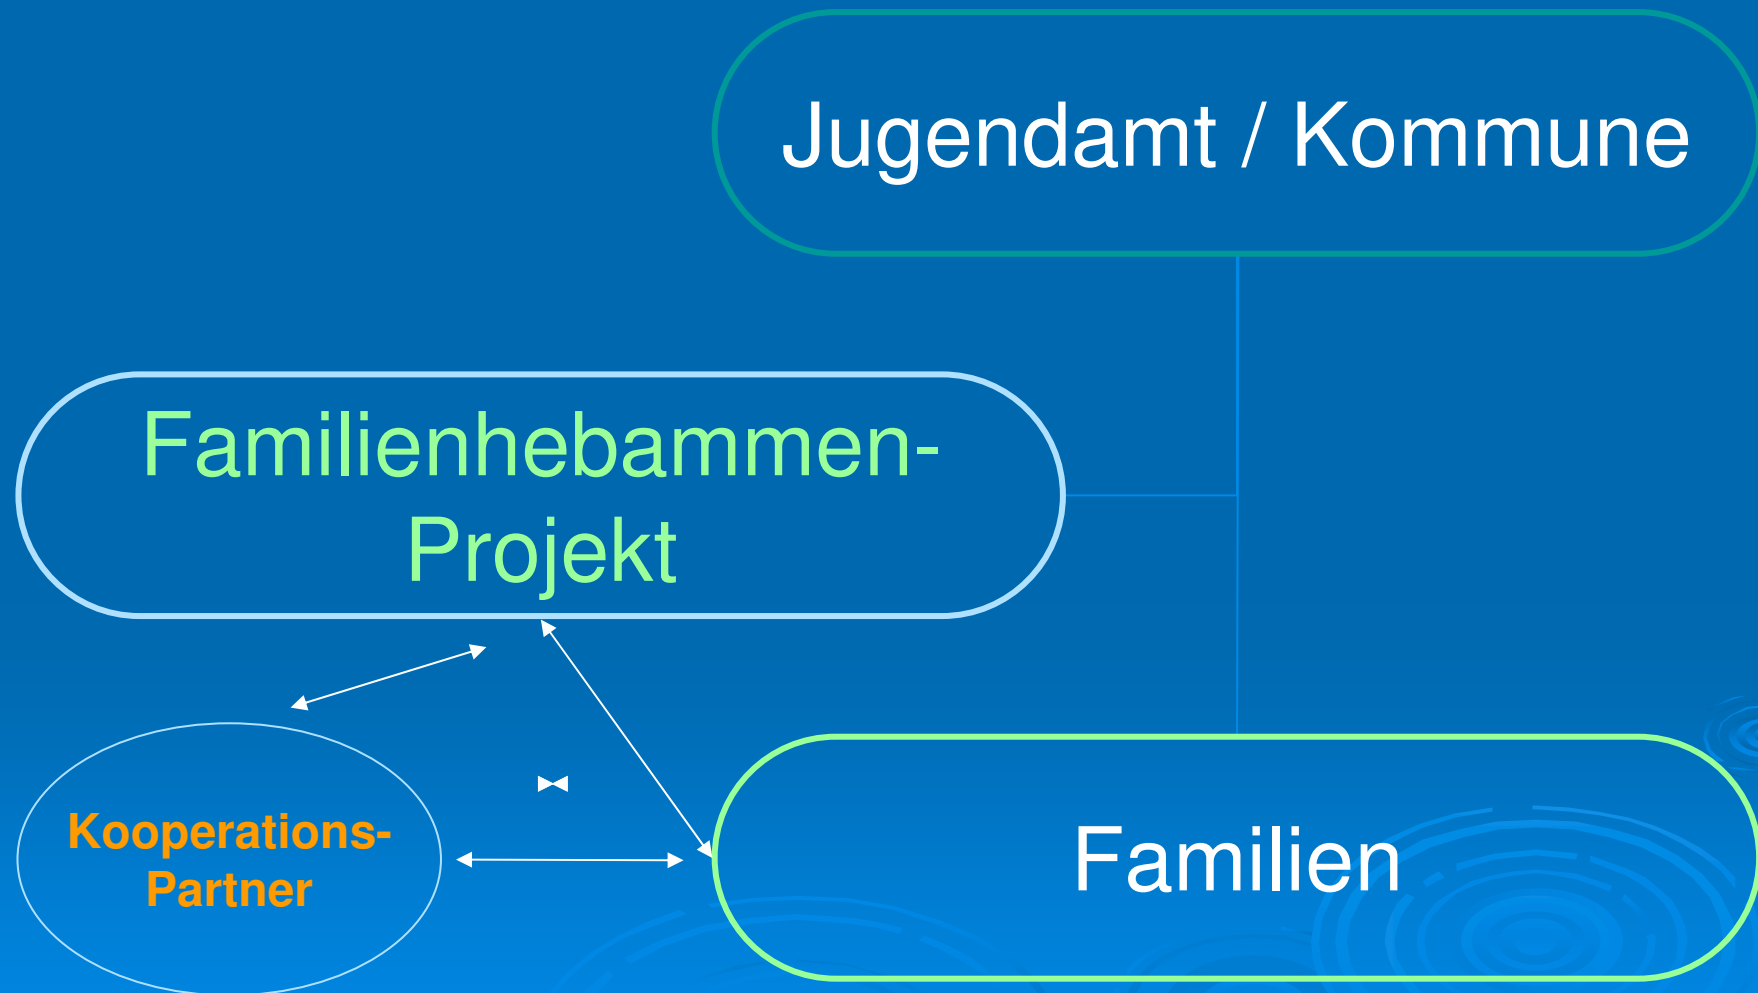 Jugendamt / Kommune
Familienhebammen-
Projekt
Kooperations-
Partner
Familien